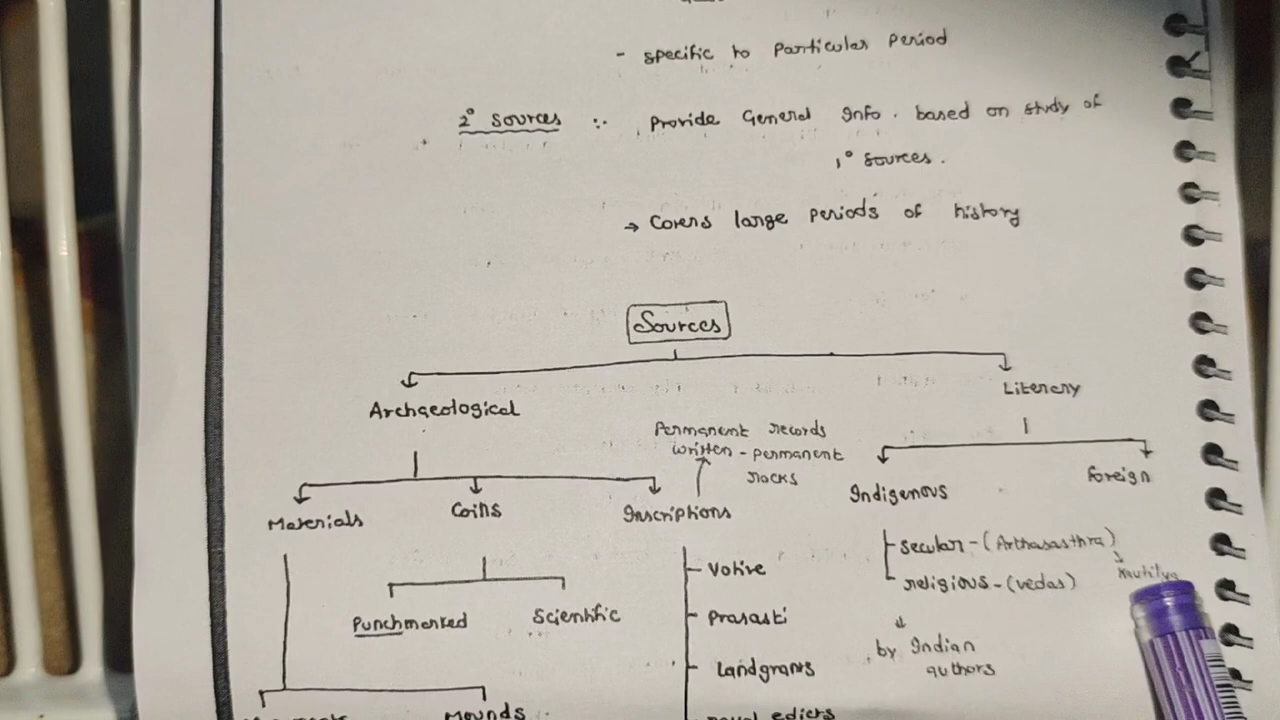 - specific to Particular Period
2° Sources :- Provide General Info. based on study of
1° sources.
→ Covers large periods of history
Sources
Archaeological
Literary
Permanent records
written - permanent
rocks
Materials
Coins
Inscriptions
Indigenous
Foreign
Punchmarked
Scientific
Votive
Prasasti
Landgrants
secular - (Arthasasthra)
Kautilya
religious - (vedas)
by Indian
authors
Mounds
edicts